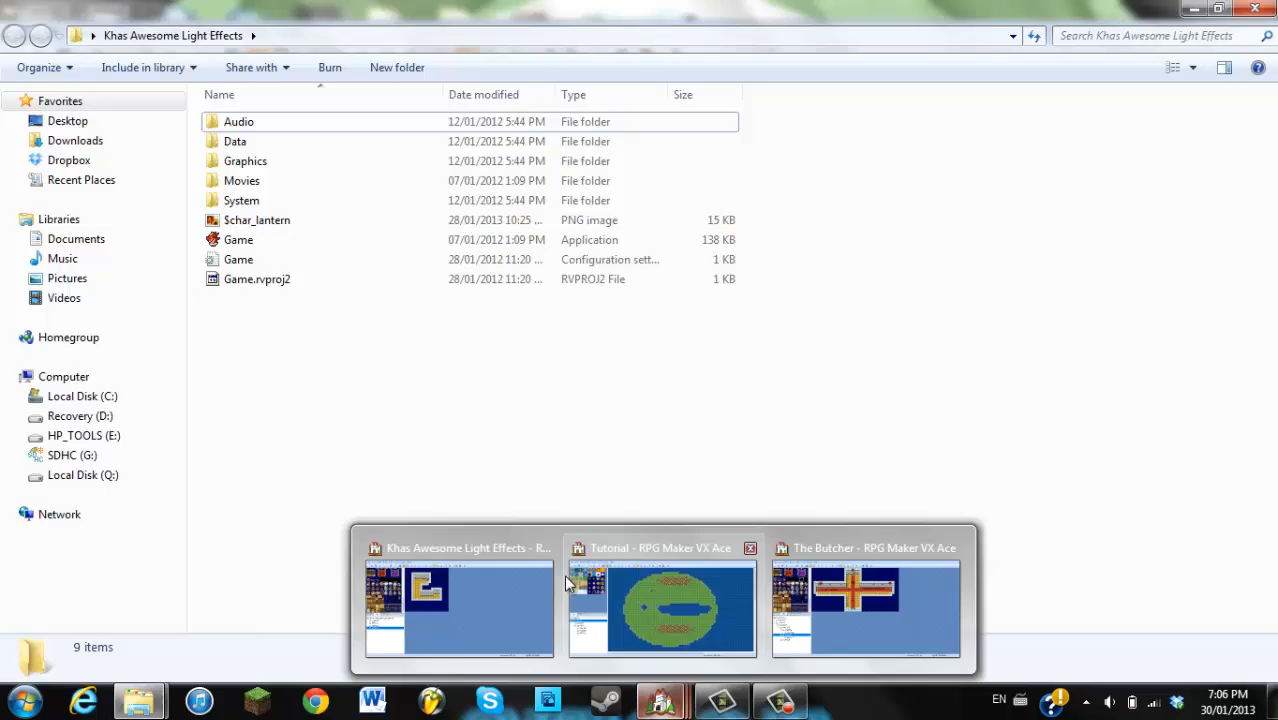 Khas Awesome Light Effects
Search Khas Awesome Light Effects
Organize Include in library Share with Burn New folder
Name Date modified Type Size
Favorites
Desktop
Downloads
Dropbox
Recent Places
Libraries
Documents
Music
Pictures
Videos
Homegroup
Computer
Local Disk (C:)
Recovery (D:)
HP_TOOLS (E:)
SDHC (G:)
Local Disk (Q:)
Network
Audio 12/01/2012 5:44 PM File folder
Data 12/01/2012 5:44 PM File folder
Graphics 12/01/2012 5:44 PM File folder
Movies 07/01/2012 1:09 PM File folder
System 12/01/2012 5:44 PM File folder
$char_lantern 28/01/2013 10:25 ... PNG image 15 KB
Game 07/01/2012 1:09 PM Application 138 KB
Game 28/01/2012 11:20 ... Configuration sett... 1 KB
Game.rvproj2 28/01/2012 11:20 ... RVPROJ2 File 1 KB
Khas Awesome Light Effects - R...
Tutorial - RPG Maker VX Ace
The Butcher - RPG Maker VX Ace
9 items
EN
7:06 PM
30/01/2013